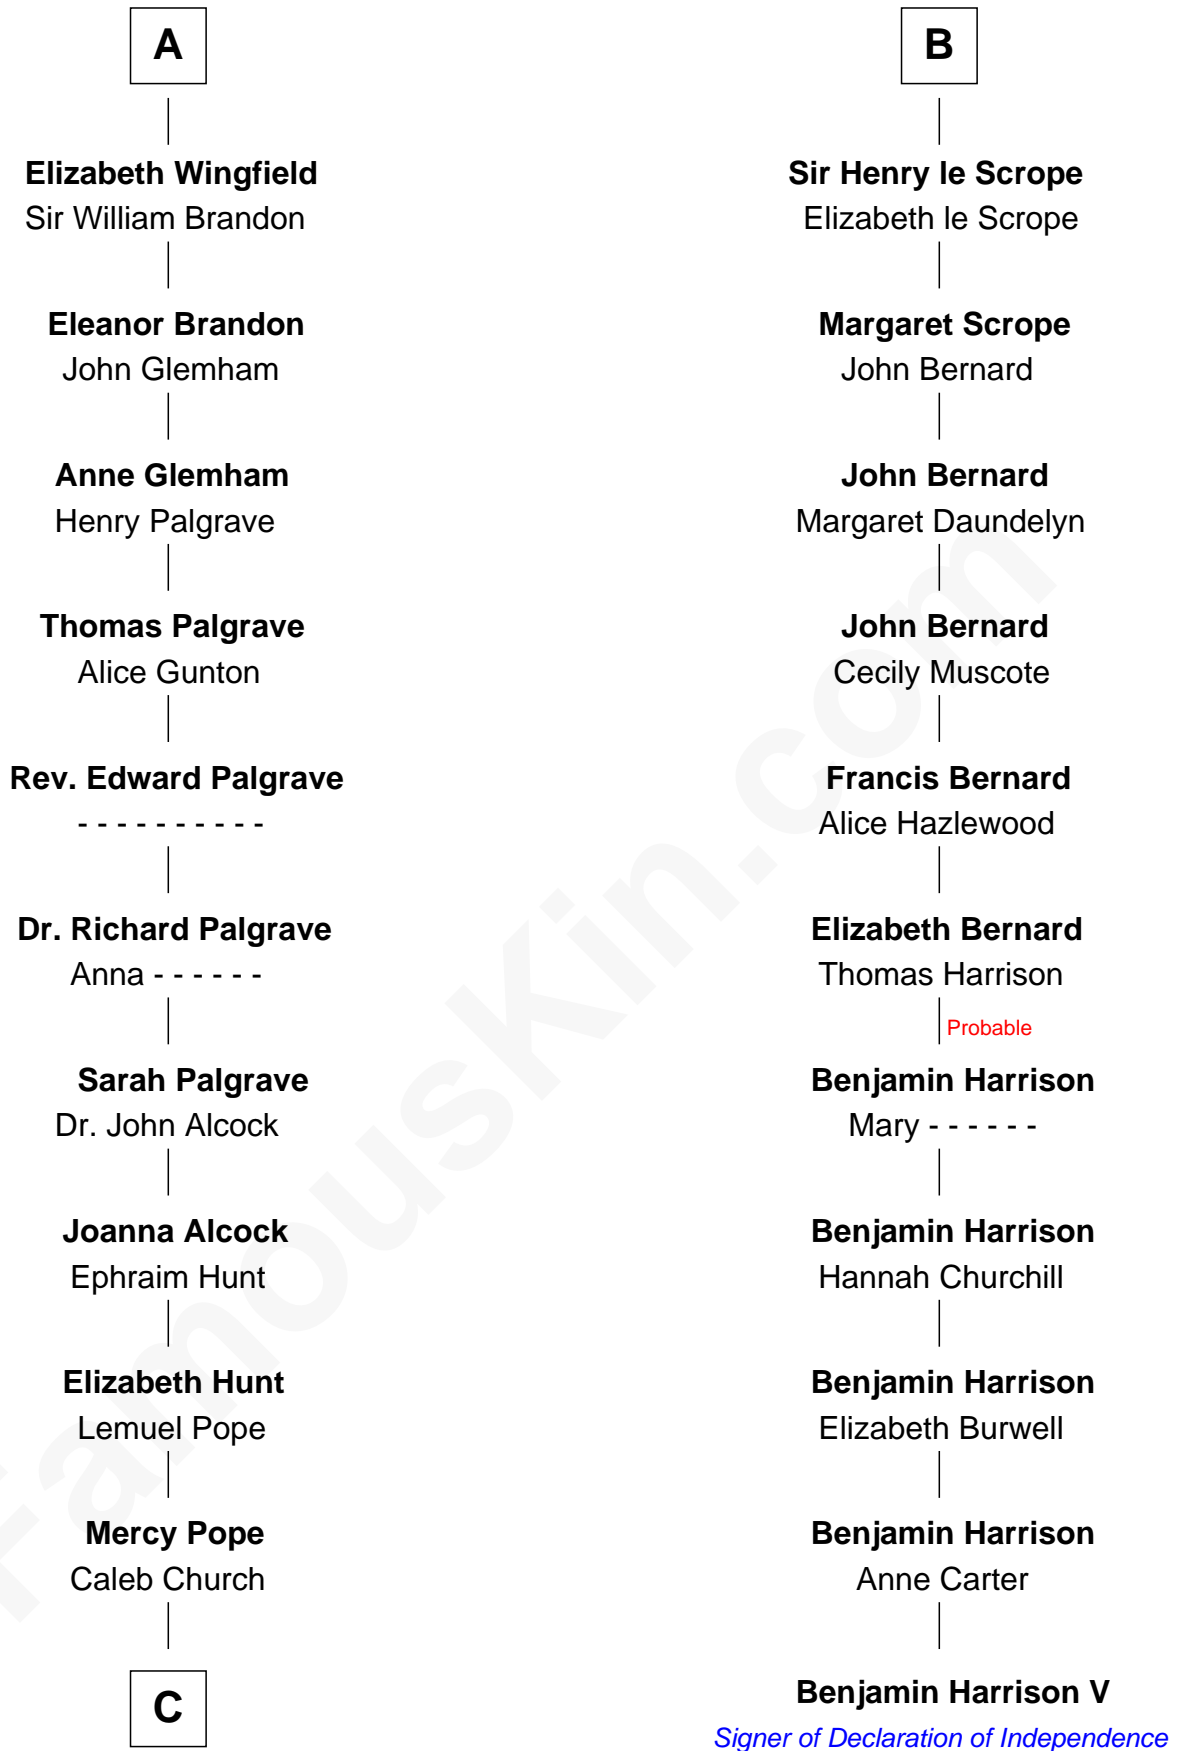 A
Elizabeth Wingfield
Sir William Brandon
Eleanor Brandon
John Glemham
Anne Glemham
Henry Palgrave
Thomas Palgrave
Alice Gunton
Rev. Edward Palgrave
- - - - - - - - - -
Dr. Richard Palgrave
Anna - - - - - -
Sarah Palgrave
Dr. John Alcock
Joanna Alcock
Ephraim Hunt
Elizabeth Hunt
Lemuel Pope
Mercy Pope
Caleb Church
C
B
Sir Henry le Scrope
Elizabeth le Scrope
Margaret Scrope
John Bernard
John Bernard
Margaret Daundelyn
John Bernard
Cecily Muscote
Francis Bernard
Alice Hazlewood
Elizabeth Bernard
Thomas Harrison
Probable
Benjamin Harrison
Mary - - - - - -
Benjamin Harrison
Hannah Churchill
Benjamin Harrison
Elizabeth Burwell
Benjamin Harrison
Anne Carter
Benjamin Harrison V
Signer of Declaration of Independence
FamousKin.com